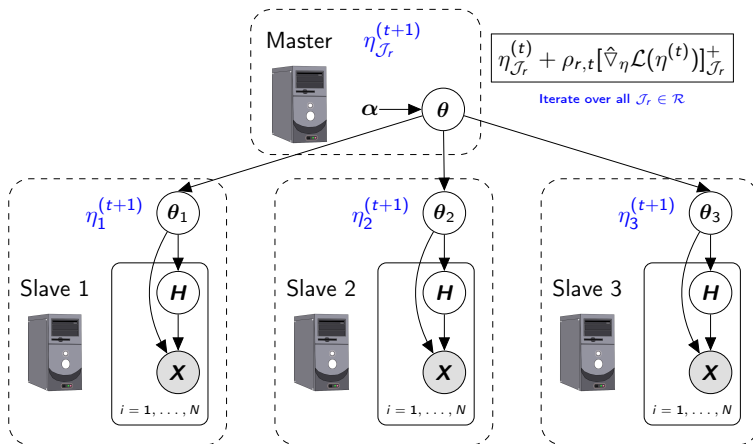 Master
η_{𝒥_r}^{(t+1)}
η_{𝒥_r}^{(t)} + ρ_{r,t}[∇̂_η ℒ(η^{(t)})]_{𝒥_r}^+
Iterate over all 𝒥_r ∈ ℛ
α
θ
η_1^{(t+1)}
θ_1
Slave 1
H
X
i = 1, . . . , N
η_2^{(t+1)}
θ_2
Slave 2
H
X
i = 1, . . . , N
η_3^{(t+1)}
θ_3
Slave 3
H
X
i = 1, . . . , N